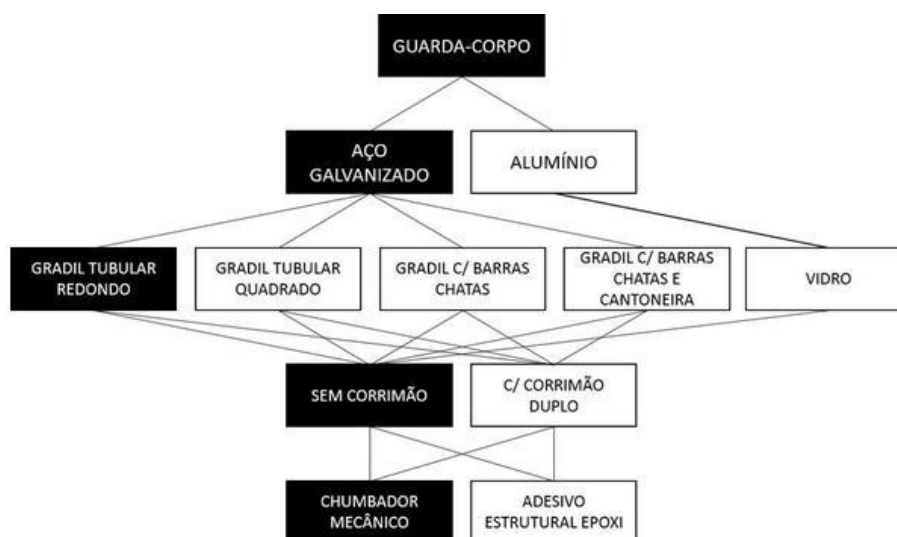 GUARDA-CORPO
AÇO
GALVANIZADO
ALUMÍNIO
GRADIL TUBULAR
REDONDO
GRADIL TUBULAR
QUADRADO
GRADIL C/ BARRAS
CHATAS
GRADIL C/ BARRAS
CHATAS E
CANTONEIRA
VIDRO
SEM CORRIMÃO
C/ CORRIMÃO
DUPLO
CHUMBADOR
MECÂNICO
ADESIVO
ESTRUTURAL EPOXI